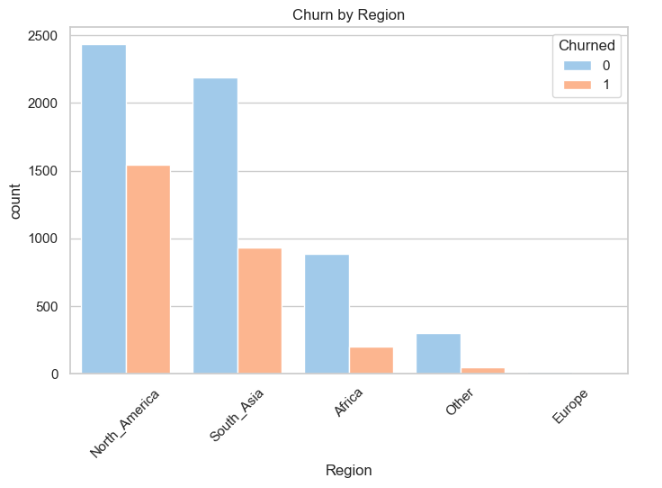 Churn by Region
Churned
0
1
2500
2000
1500
1000
500
0
count
North_America
South_Asia
Africa
Other
Europe
Region